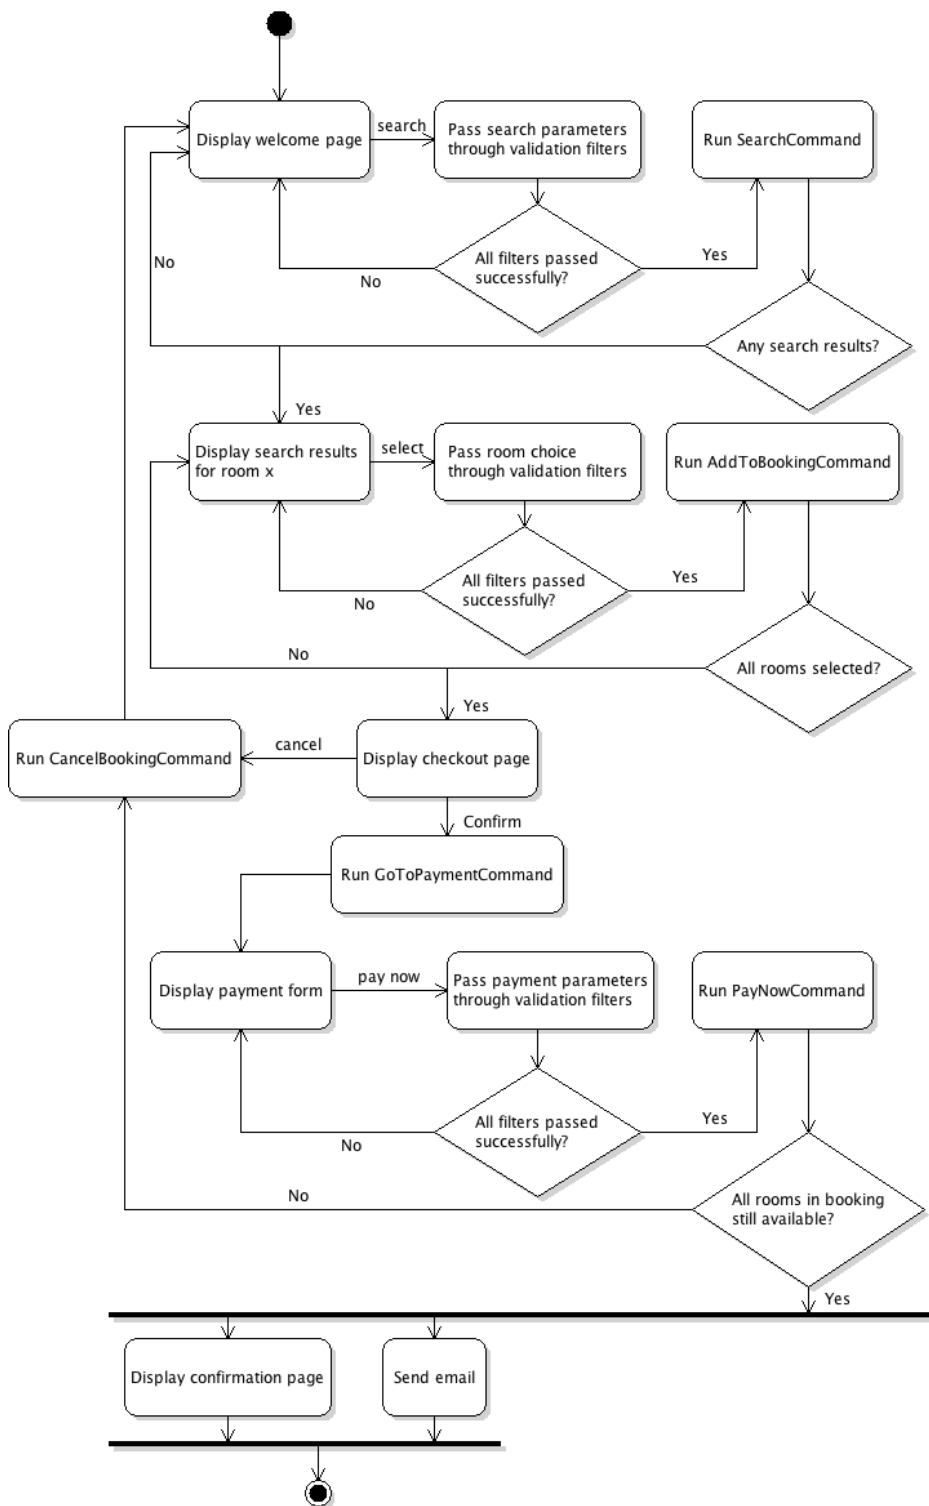 search
Display welcome page
Pass search parameters
through validation filters
Run SearchCommand
All filters passed
successfully?
No
Yes
No
Any search results?
Yes
Display search results
for room x
select
Pass room choice
through validation filters
Run AddToBookingCommand
All filters passed
successfully?
No
Yes
No
All rooms selected?
Yes
Run CancelBookingCommand
cancel
Display checkout page
Confirm
Run GoToPaymentCommand
Display payment form
pay now
Pass payment parameters
through validation filters
Run PayNowCommand
All filters passed
successfully?
No
Yes
No
All rooms in booking
still available?
Yes
Display confirmation page
Send email